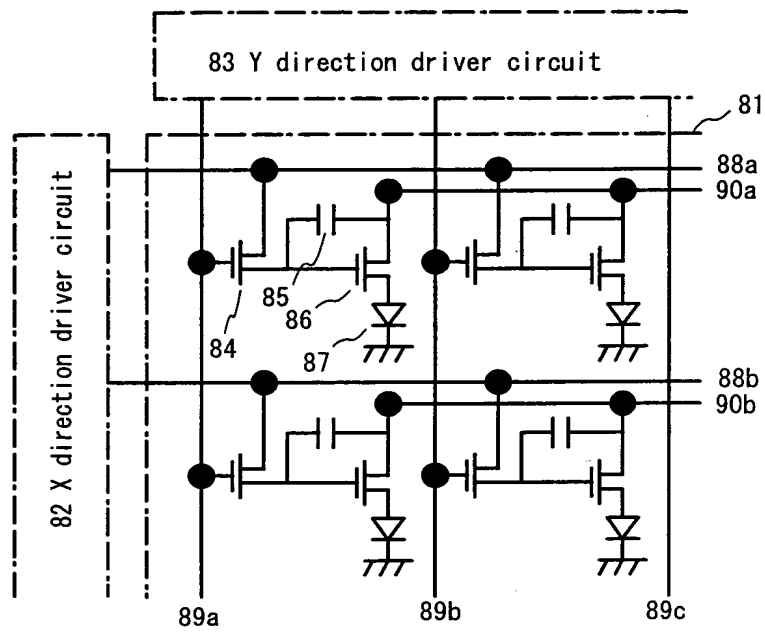 83 Y direction driver circuit
81
88a
90a
82 X direction driver circuit
85
86
84
87
88b
90b
89a
89b
89c